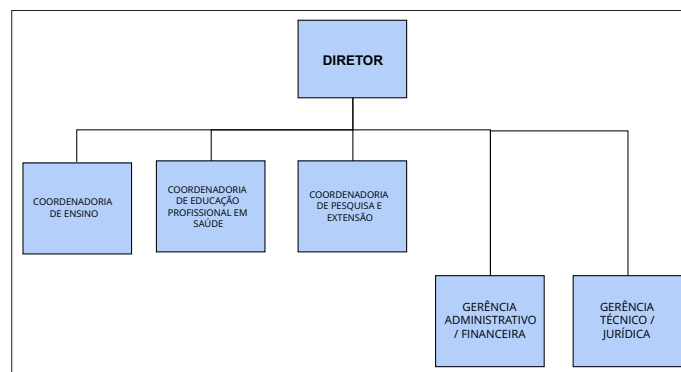 DIRETOR
COORDENADORIA
DE ENSINO
COORDENADORIA
DE EDUCAÇÃO
PROFISSIONAL EM
SAÚDE
COORDENADORIA
DE PESQUISA E
EXTENSÃO
GERÊNCIA
ADMINISTRATIVO
/ FINANCEIRA
GERÊNCIA
TÉCNICO /
JURÍDICA